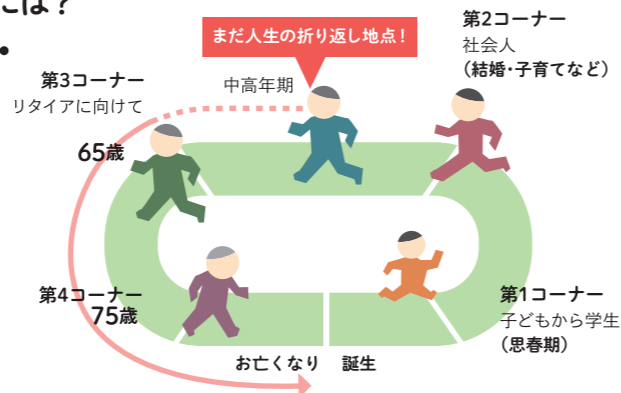 には？
まだ人生の折り返し地点！
第2コーナー
社会人
（結婚・子育てなど）
中高年期
第3コーナー
リタイアに向けて
65歳
第4コーナー
75歳
第1コーナー
子どもから学生
（思春期）
お亡くなり 誕生